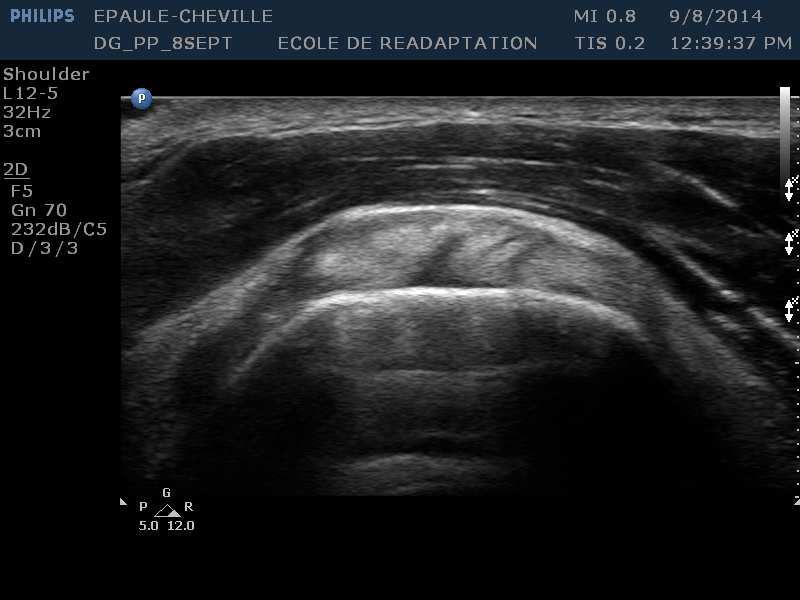 PHILIPS EPAULE-CHEVILLE MI 0.8 9/8/2014
DG_PP_8SEPT ECOLE DE READAPTATION TIS 0.2 12:39:37 PM
Shoulder
L12-5
32Hz
3cm
2D
F5
Gn 70
232dB/C5
D/3/3
P
G
P R
5.0 12.0